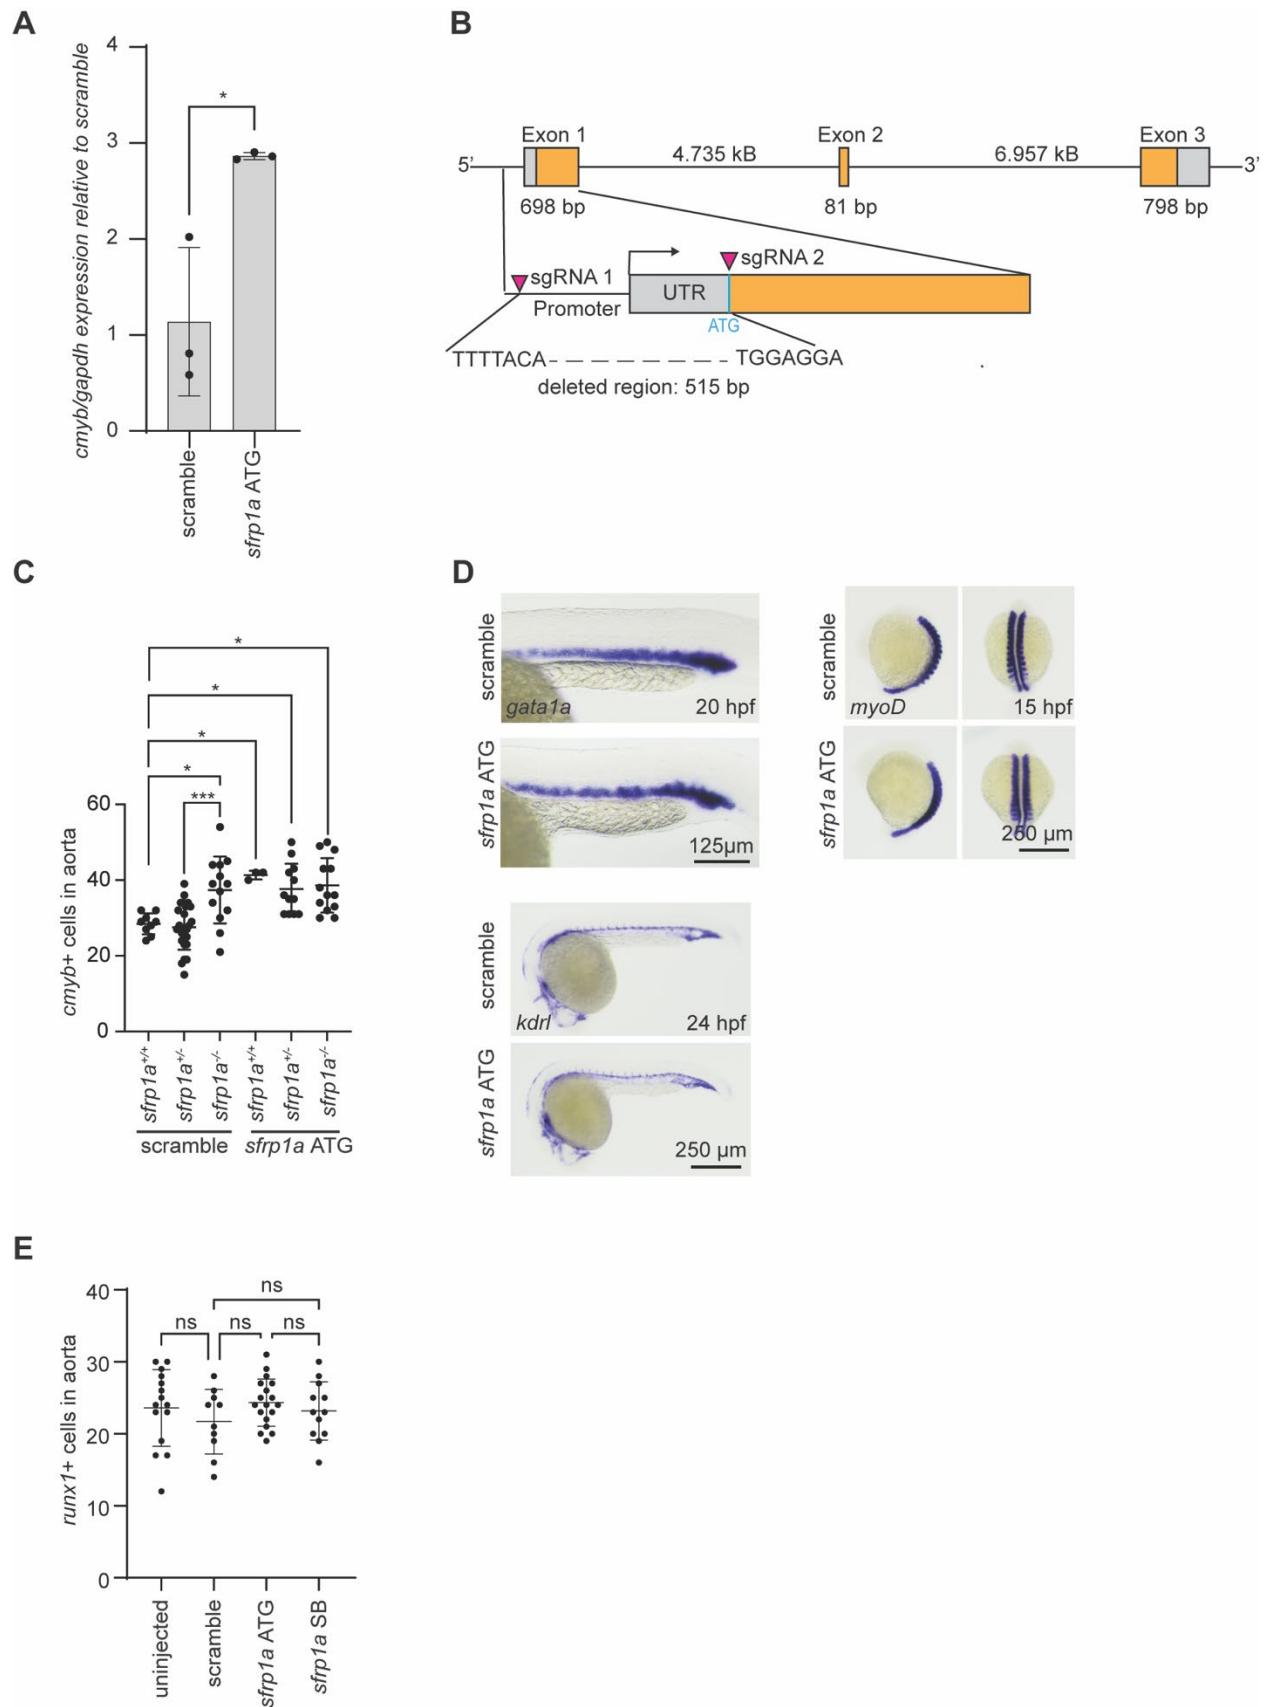 A
cmyb/gapdh expression relative to scramble
4
3
2
1
0
*
scramble
sfrp1a ATG
B
Exon 1
Exon 2
Exon 3
5’
4.735 kB
6.957 kB
3’
698 bp
81 bp
798 bp
sgRNA 1
sgRNA 2
UTR
Promoter
ATG
TTTTACA
TGGAGGA
deleted region: 515 bp
C
*
*
*
*
***
cmyb+ cells in aorta
60
40
20
0
sfrp1a+/+
sfrp1a+/-
sfrp1a-/-
sfrp1a+/+
sfrp1a+/-
sfrp1a-/-
scramble
sfrp1a ATG
D
scramble
gata1a
20 hpf
sfrp1a ATG
125µm
scramble
myoD
15 hpf
sfrp1a ATG
250 µm
scramble
kdrl
24 hpf
sfrp1a ATG
250 µm
E
runx1+ cells in aorta
40
30
20
10
0
ns
ns
ns
ns
uninjected
scramble
sfrp1a ATG
sfrp1a SB